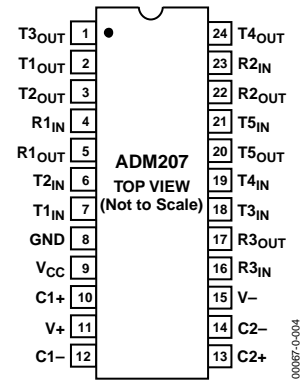 T3OUT 1 24 T4OUT
T1OUT 2 23 R2IN
T2OUT 3 22 R2OUT
R1IN 4 21 T5IN
R1OUT 5 20 T5OUT
ADM207
T2IN 6 19 T4IN
TOP VIEW
T1IN 7 18 T3IN
(Not to Scale)
GND 8 17 R3OUT
VCC 9 16 R3IN
C1+ 10 15 V–
V+ 11 14 C2–
C1– 12 13 C2+
00067-0-004